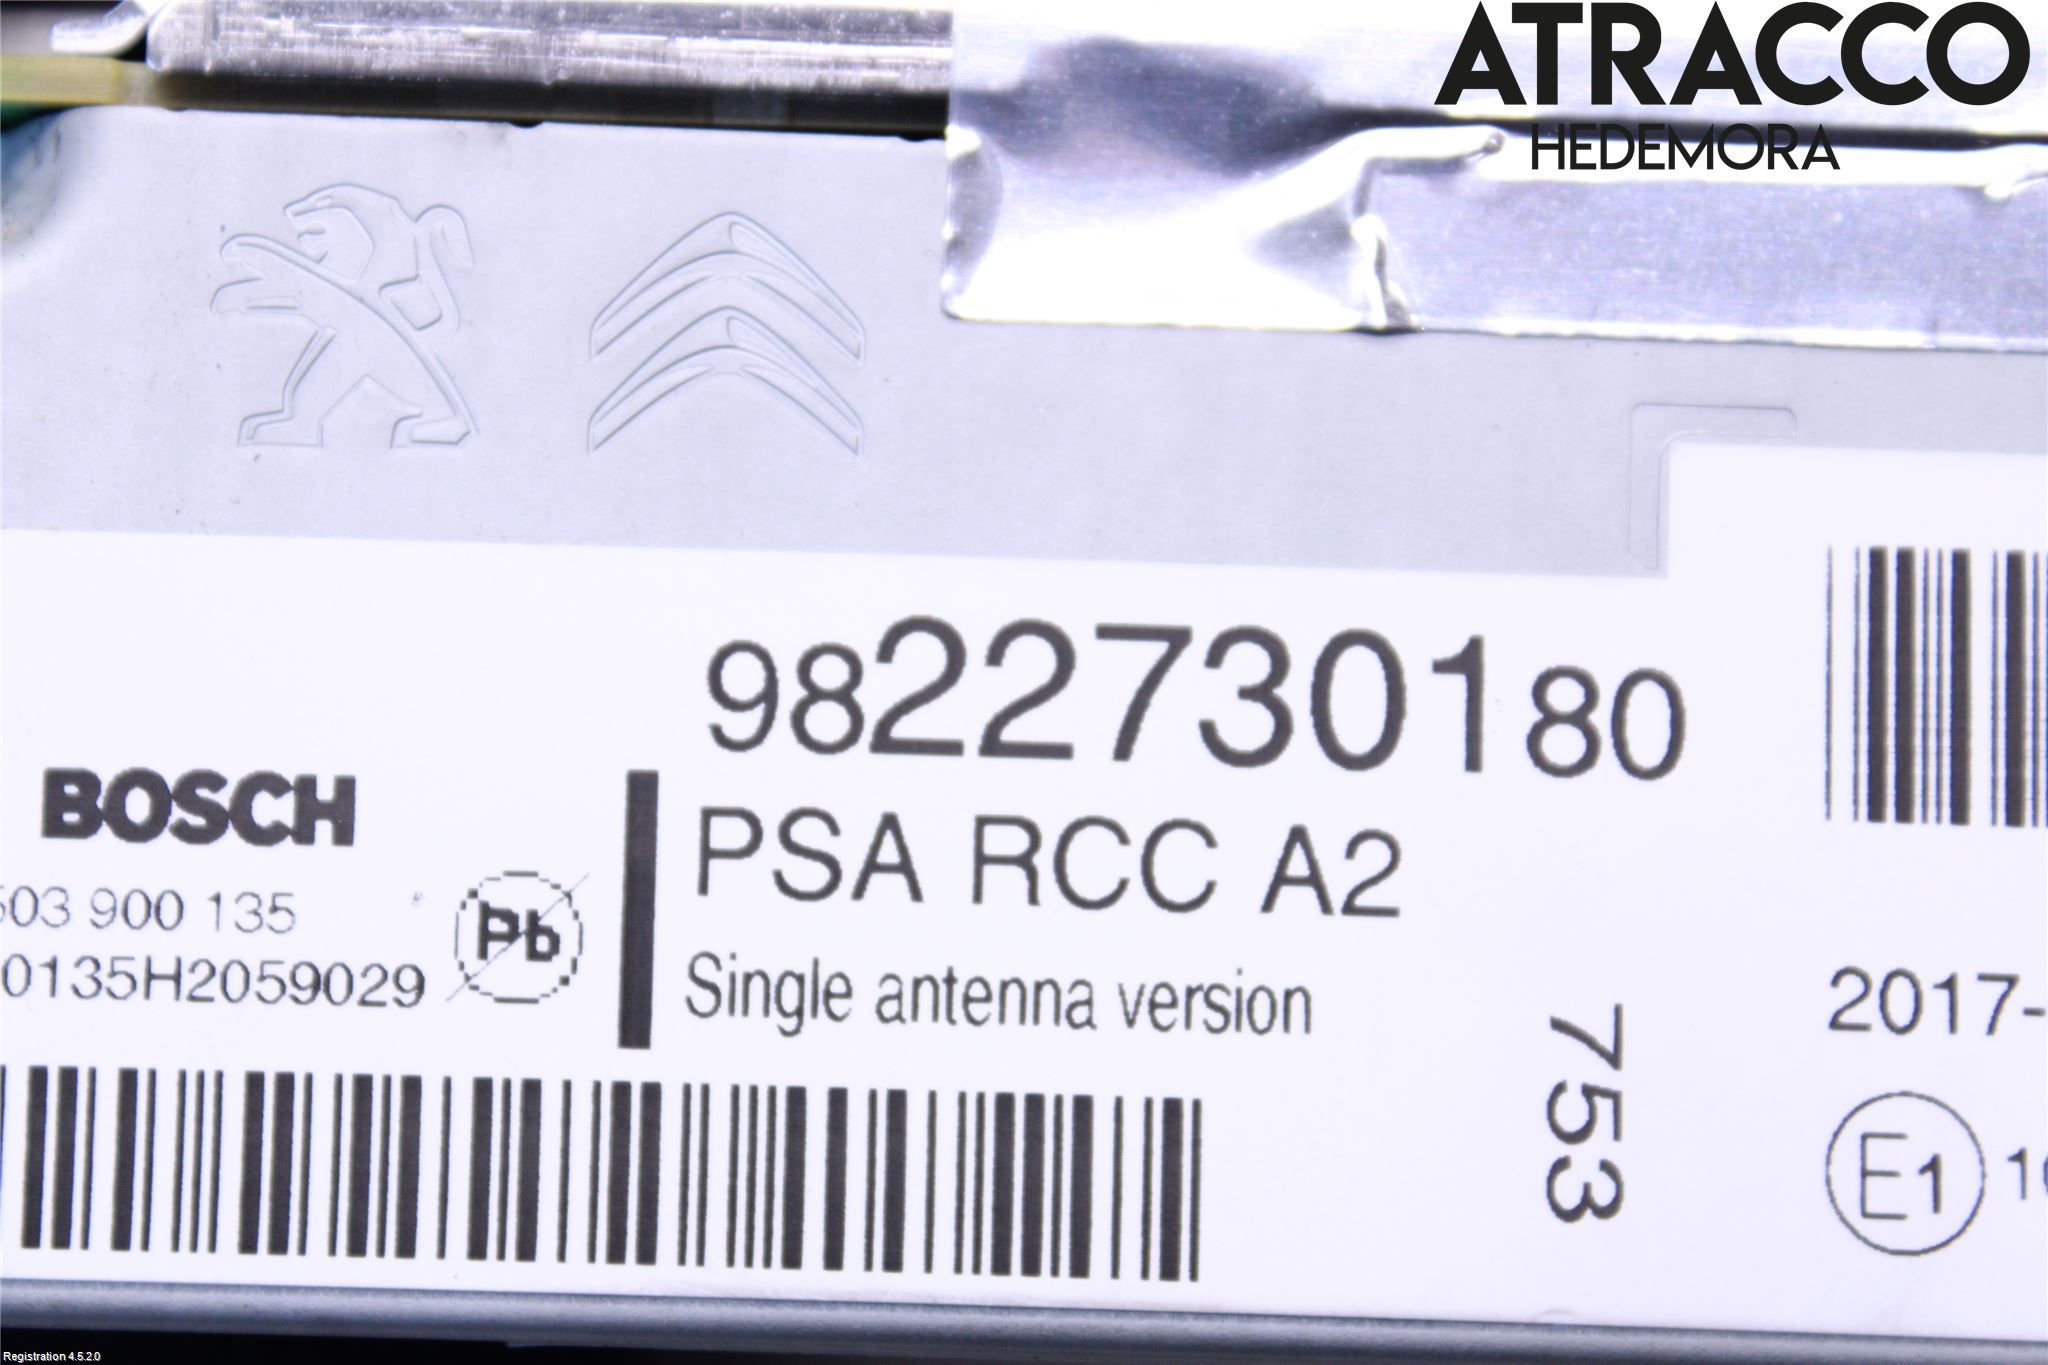 ATRACCO
HEDEMORA
9822730180
BOSCH
PSA RCC A2
503 900 135
Pb
0135H2059029
Single antenna version
753
2017-
E1
Registration 4.5.2.0